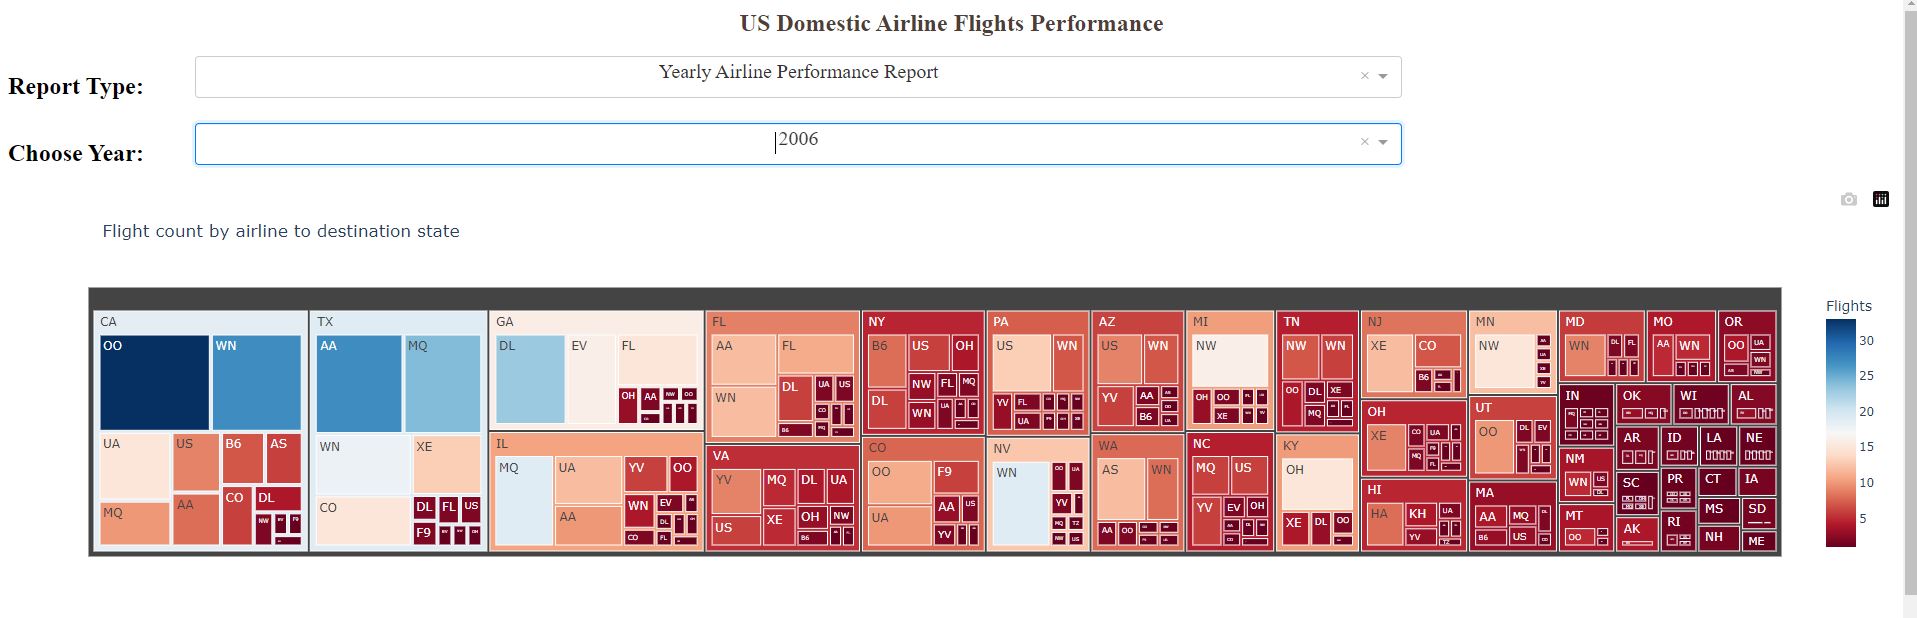 US Domestic Airline Flights Performance
Report Type:
Yearly Airline Performance Report
Choose Year:
2006
Flight count by airline to destination state
Flights
30
25
20
15
10
5
CA
OO
WN
UA
US
B6
AS
MQ
AA
CO
DL
NW
F9
TX
AA
MQ
WN
XE
CO
DL
FL
US
F9
GA
DL
EV
FL
OH
AA
NW
OO
IL
MQ
UA
YV
OO
AA
WN
EV
DL
CO
FL
FL
AA
FL
WN
DL
UA
US
CO
B6
MQ
VA
YV
MQ
DL
UA
US
XE
OH
NW
B6
NY
B6
US
OH
DL
NW
FL
MQ
WN
UA
CO
OO
F9
UA
AA
US
YV
PA
US
WN
YV
FL
UA
NV
WN
OO
UA
YV
MQ
TZ
NW
US
AZ
US
WN
YV
AA
B6
WA
AS
WN
AA
OO
MI
NW
OH
OO
XE
NC
MQ
US
YV
EV
OH
TN
NW
WN
OO
DL
XE
MQ
KY
OH
XE
DL
OO
NJ
XE
CO
B6
OH
XE
CO
UA
MQ
FL
HI
HA
KH
UA
YV
MN
NW
UT
OO
DL
EV
MA
AA
MQ
B6
US
MD
WN
DL
FL
MO
AA
WN
OR
OO
UA
WN
IN
OK
WI
AL
AR
ID
LA
NE
NM
WN
US
DL
SC
PR
CT
IA
MT
OO
AK
RI
MS
SD
NH
ME